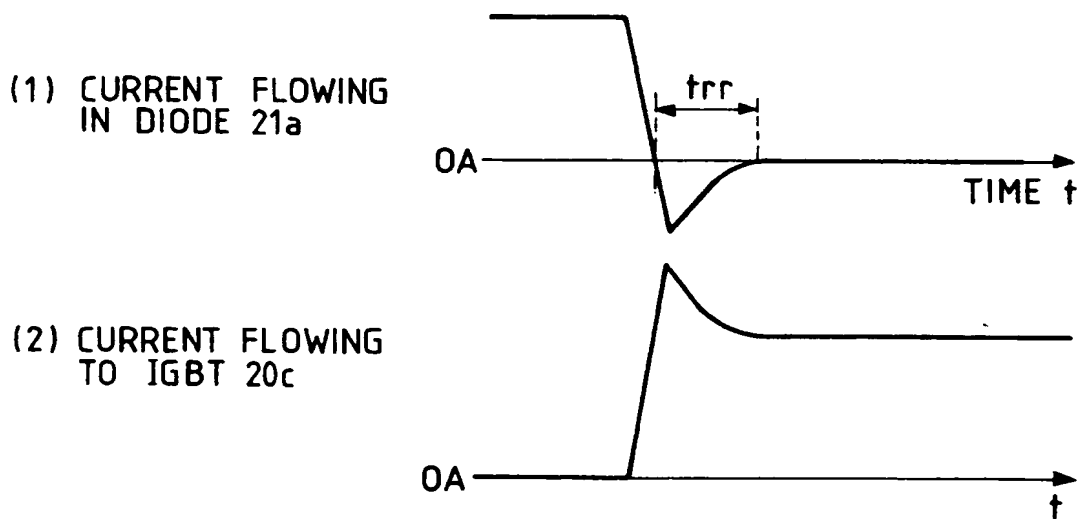 (1) CURRENT FLOWING
IN DIODE 21a
trr
0A
TIME t
(2) CURRENT FLOWING
TO IGBT 20c
0A
t